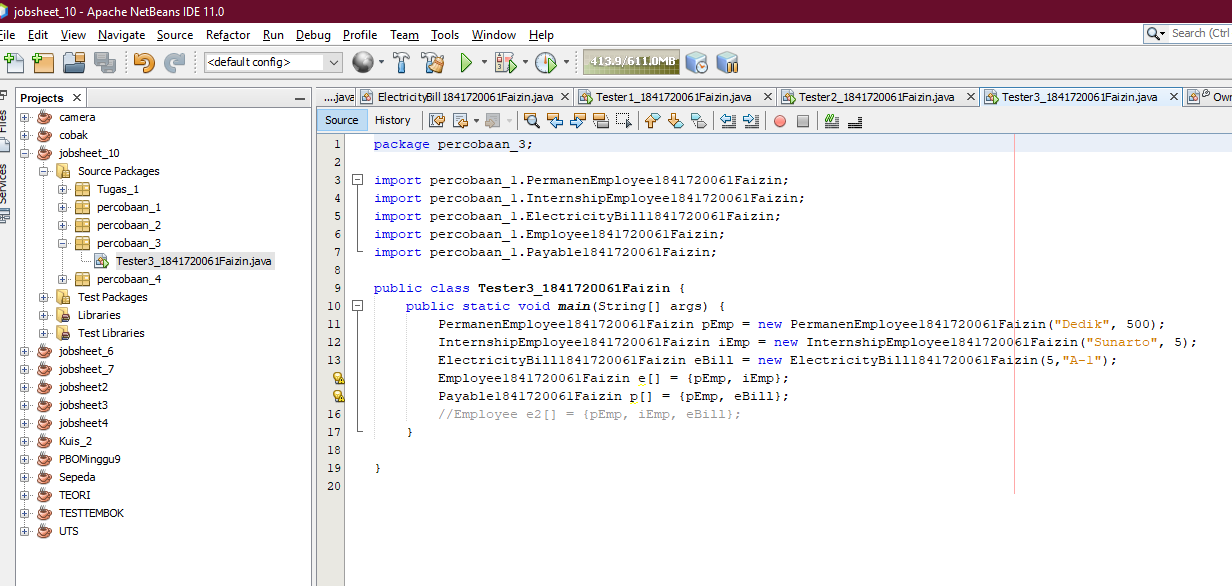 jobsheet_10 - Apache NetBeans IDE 11.0
File Edit View Navigate Source Refactor Run Debug Profile Team Tools Window Help
Search (Ctrl
<default config>
413.9/611.0MB
Projects
....java
ElectricityBill1841720061Faizin.java
Tester1_1841720061Faizin.java
Tester2_1841720061Faizin.java
Tester3_1841720061Faizin.java
Own
Files
Services
camera
cobak
jobsheet_10
Source Packages
Tugas_1
percobaan_1
percobaan_2
percobaan_3
Tester3_1841720061Faizin.java
percobaan_4
Test Packages
Libraries
Test Libraries
jobsheet_6
jobsheet_7
jobsheet2
jobsheet3
jobsheet4
Kuis_2
PBOMinggu9
Sepeda
TEORI
TESTTEMBOK
UTS
Source History
1 package percobaan_3;
2
3 import percobaan_1.PermanenEmployee1841720061Faizin;
4 import percobaan_1.InternshipEmployee1841720061Faizin;
5 import percobaan_1.ElectricityBill1841720061Faizin;
6 import percobaan_1.Employee1841720061Faizin;
7 import percobaan_1.Payable1841720061Faizin;
8
9 public class Tester3_1841720061Faizin {
10 public static void main(String[] args) {
11 PermanenEmployee1841720061Faizin pEmp = new PermanenEmployee1841720061Faizin("Dedik", 500);
12 InternshipEmployee1841720061Faizin iEmp = new InternshipEmployee1841720061Faizin("Sunarto", 5);
13 ElectricityBill1841720061Faizin eBill = new ElectricityBill1841720061Faizin(5,"A-1");
Employee1841720061Faizin e[] = {pEmp, iEmp};
Payable1841720061Faizin p[] = {pEmp, eBill};
16 //Employee e2[] = {pEmp, iEmp, eBill};
17 }
18
19 }
20